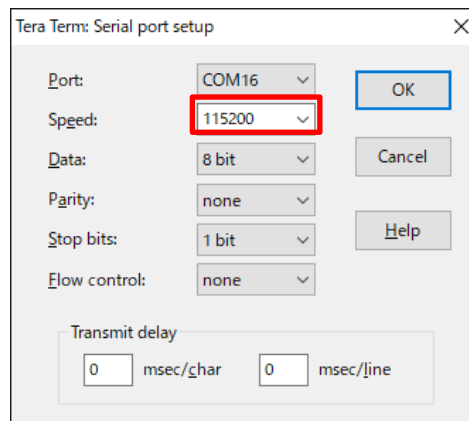 Tera Term: Serial port setup
Port: COM16 OK
Speed: 115200
Data: 8 bit Cancel
Parity: none
Stop bits: 1 bit Help
Flow control: none
Transmit delay
0 msec/char 0 msec/line